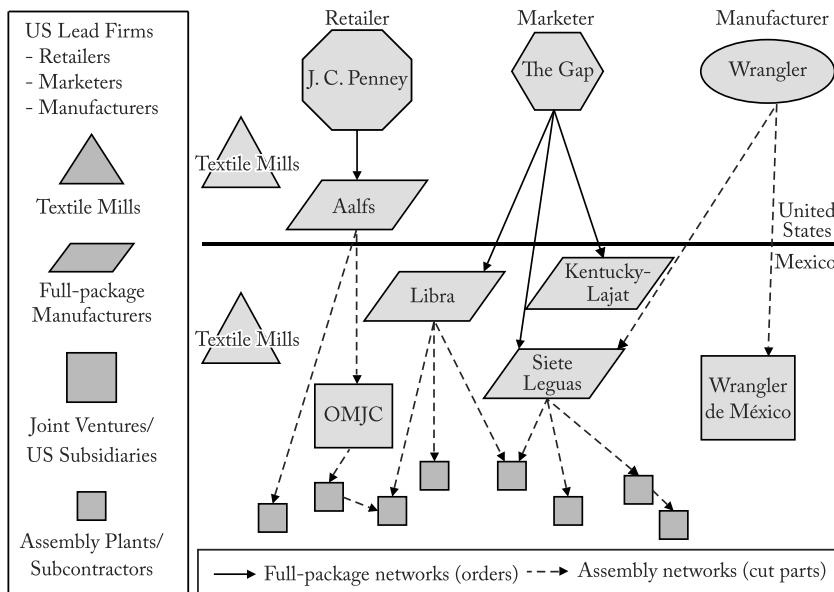 US Lead Firms
- Retailers
- Marketers
- Manufacturers
Textile Mills
Full-package
Manufacturers
Joint Ventures/
US Subsidiaries
Assembly Plants/
Subcontractors
Retailer
Marketer
Manufacturer
J. C. Penney
The Gap
Wrangler
Textile Mills
Aalfs
United
States
Mexico
Libra
Kentucky-
Lajat
Textile Mills
Siete
Leguas
OMJC
Wrangler
de México
Full-package networks (orders)
Assembly networks (cut parts)